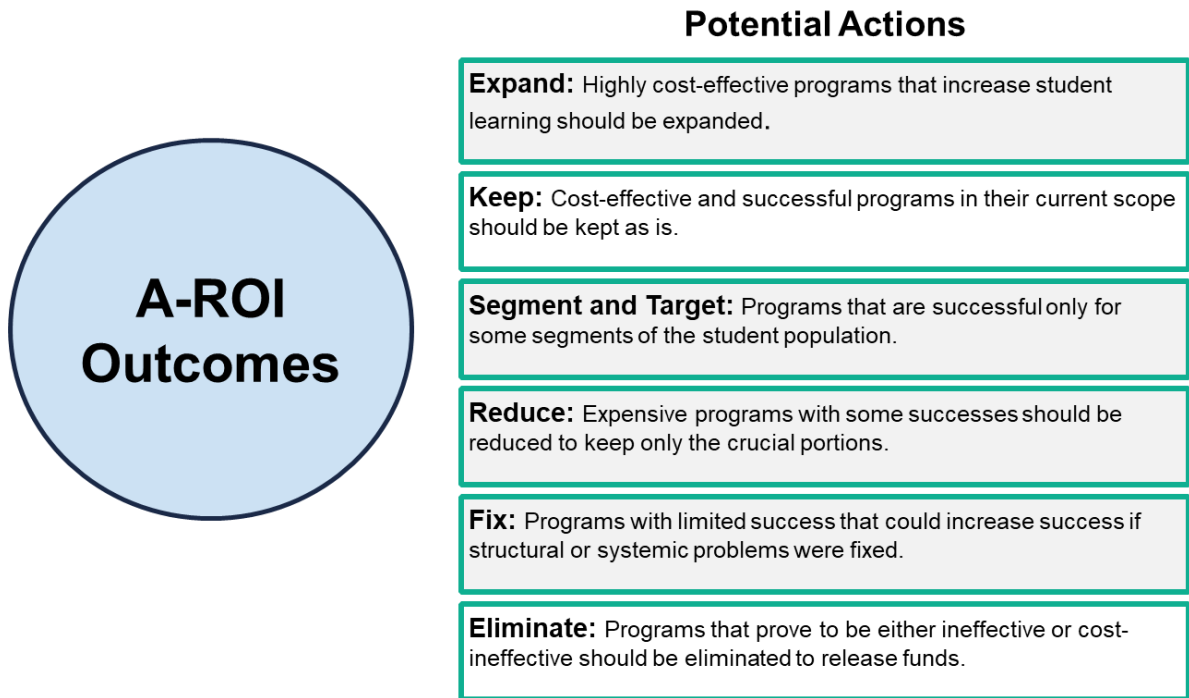 Potential Actions
A-ROI
Outcomes
Expand: Highly cost-effective programs that increase student
learning should be expanded.
Keep: Cost-effective and successful programs in their current scope
should be kept as is.
Segment and Target: Programs that are successful only for
some segments of the student population.
Reduce: Expensive programs with some successes should be
reduced to keep only the crucial portions.
Fix: Programs with limited success that could increase success if
structural or systemic problems were fixed.
Eliminate: Programs that prove to be either ineffective or cost-
ineffective should be eliminated to release funds.